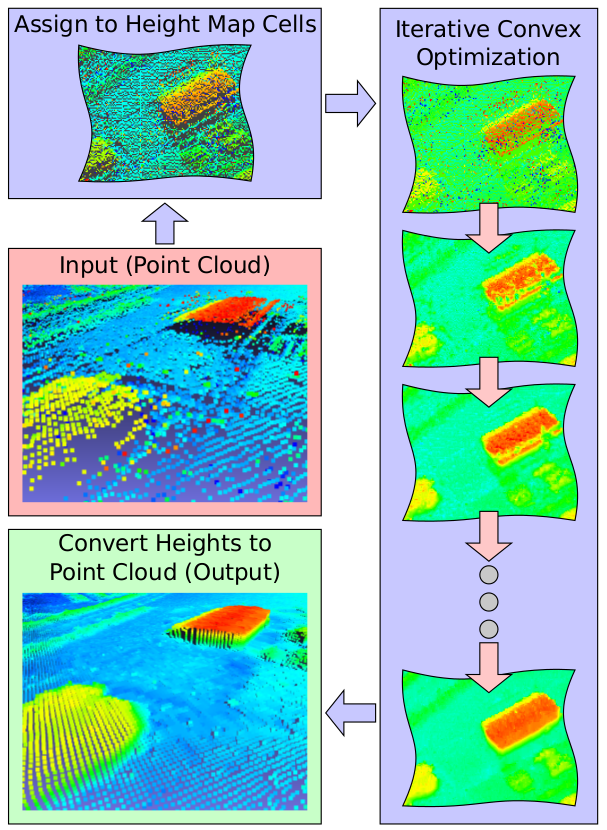 Assign to Height Map Cells
Iterative Convex
Optimization
Input (Point Cloud)
Convert Heights to
Point Cloud (Output)